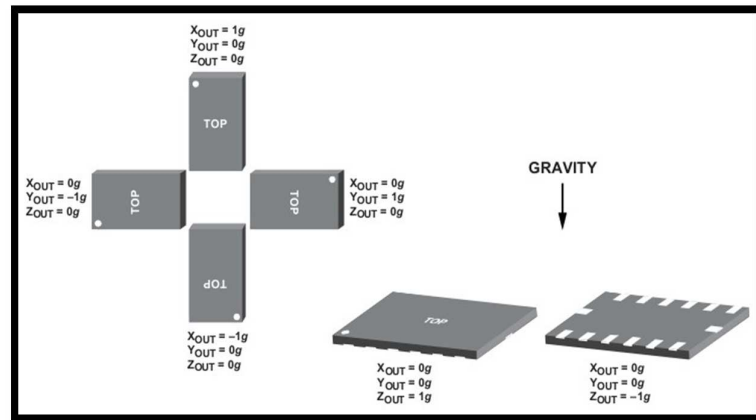 XOUT = 1g
YOUT = 0g
ZOUT = 0g
TOP
XOUT = 0g
YOUT = –1g
ZOUT = 0g
TOP
TOP
XOUT = 0g
YOUT = 1g
ZOUT = 0g
TOP
XOUT = –1g
YOUT = 0g
ZOUT = 0g
GRAVITY
TOP
XOUT = 0g
YOUT = 0g
ZOUT = 1g
XOUT = 0g
YOUT = 0g
ZOUT = –1g